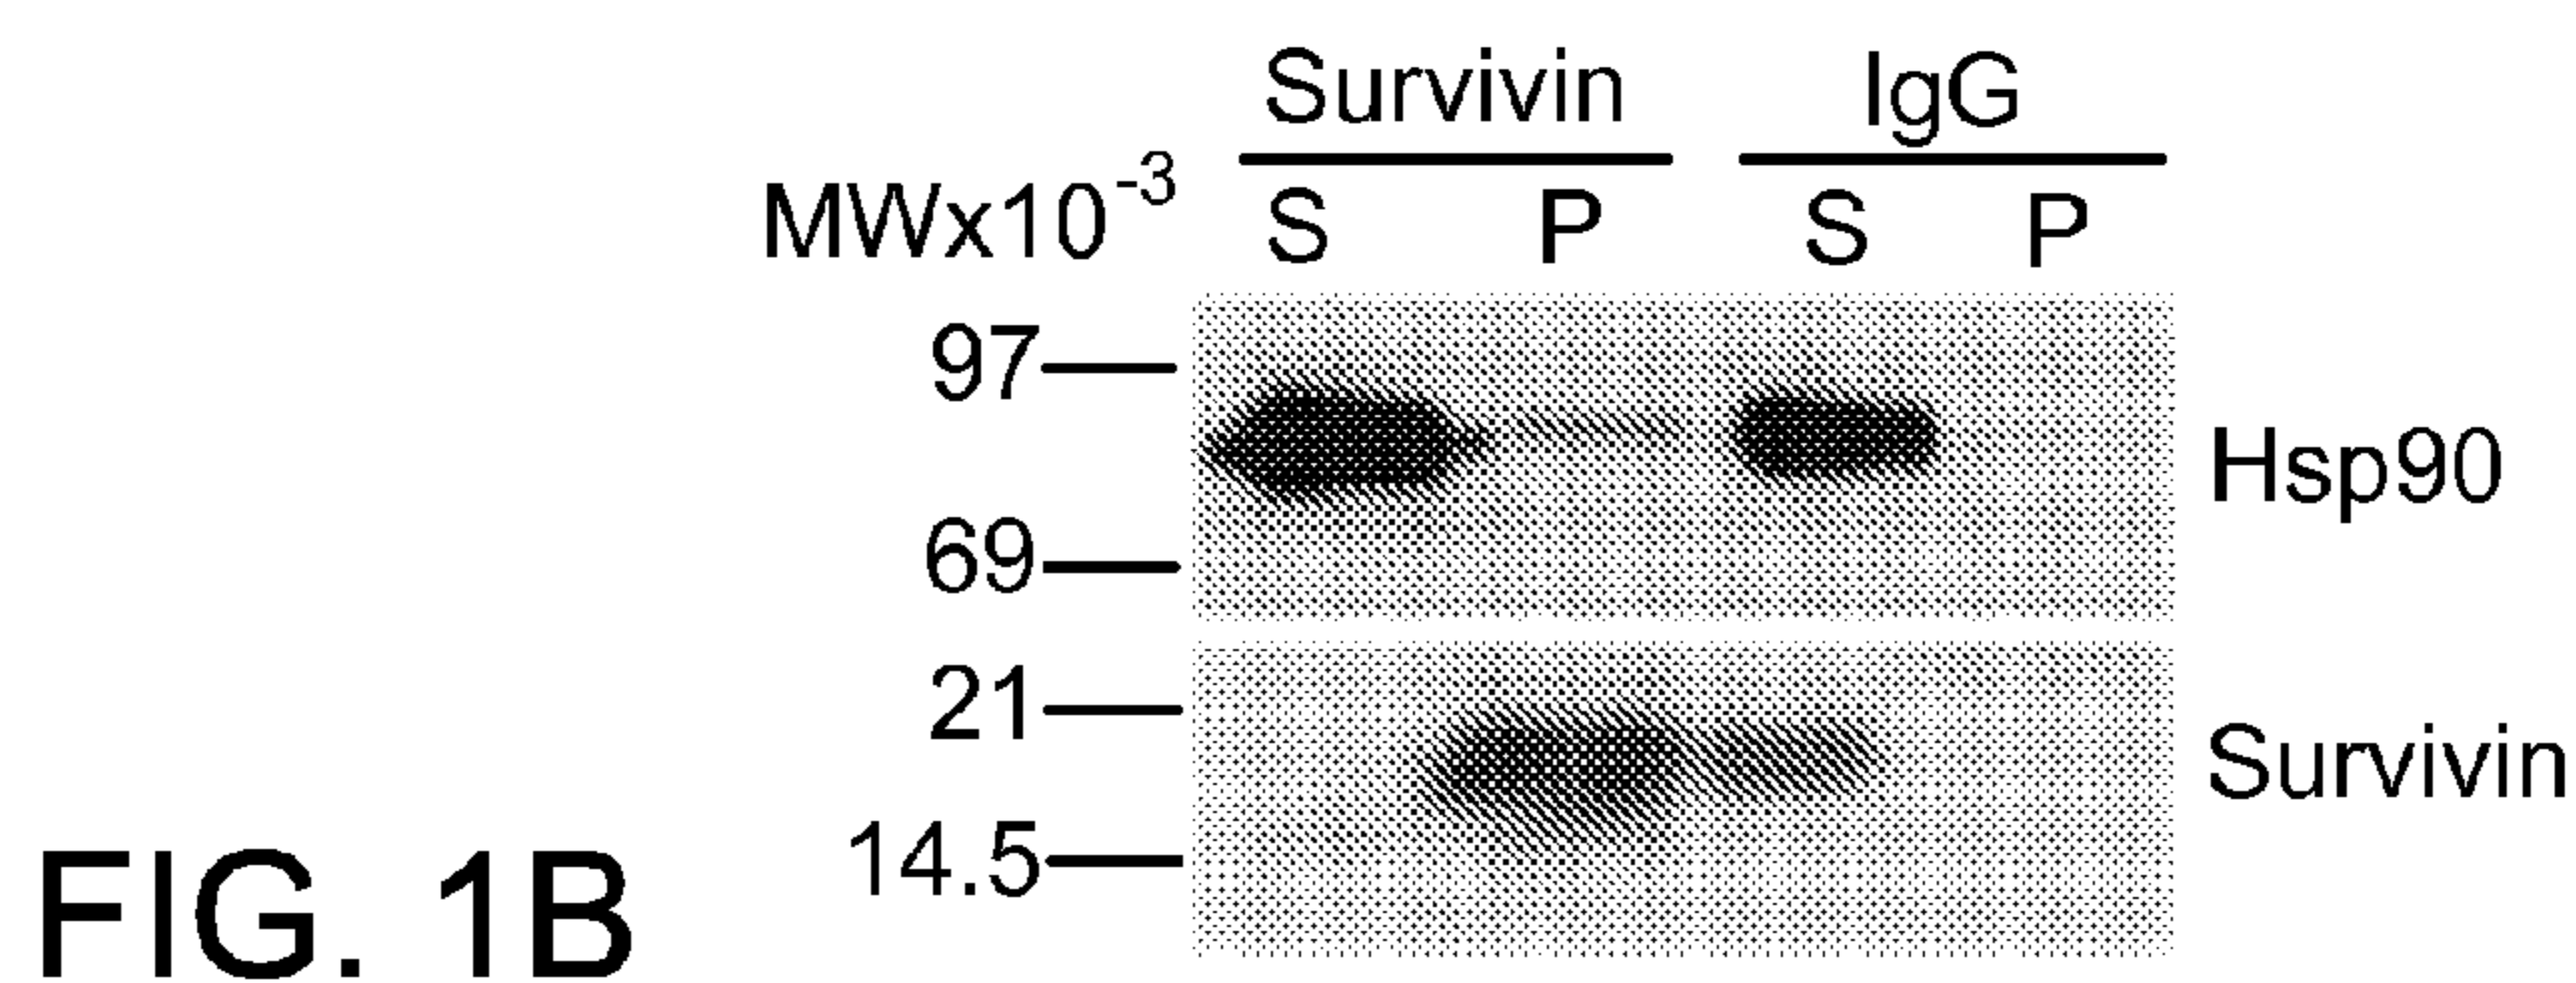 Survivin IgG
MWx10-3 S P S P
97
Hsp90
69
21
Survivin
14.5
FIG. 1B